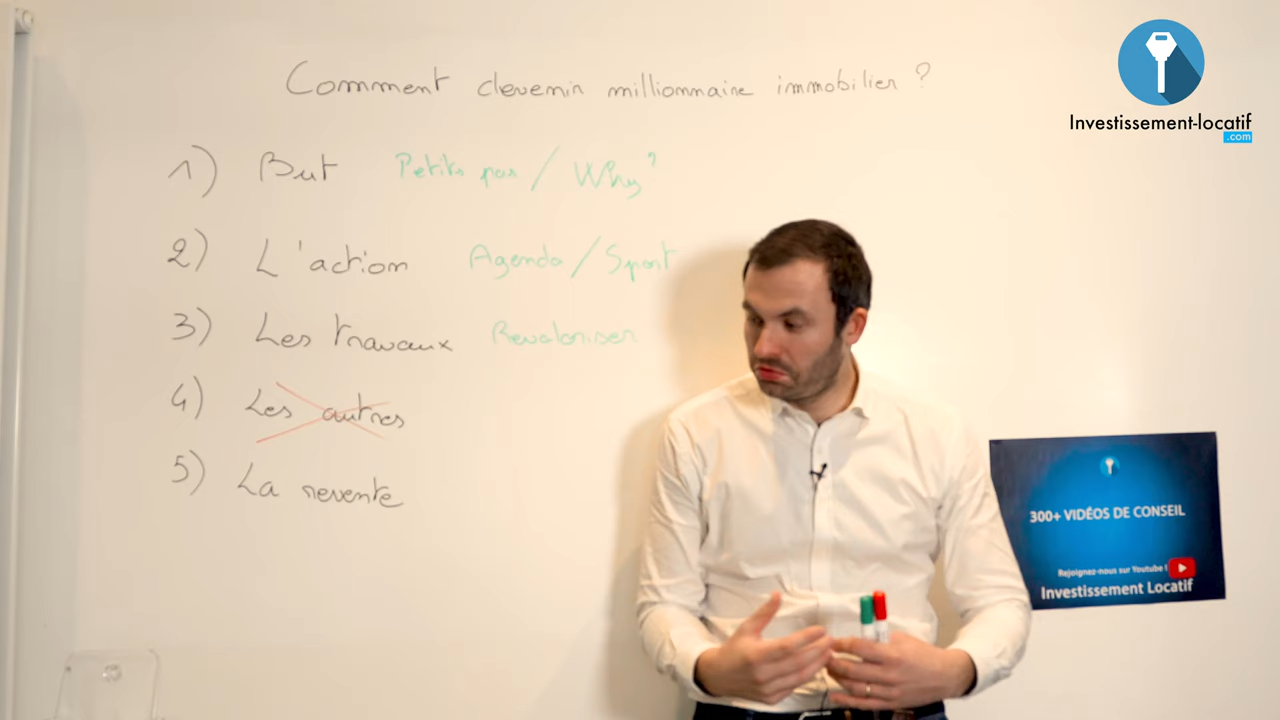 Comment devenir millionnaire immobilier ?
1) But Petits pas / Why?
2) L'action Agenda / Sport
3) Les travaux Revaloriser
4) Les autres
5) La revente
Investissement-locatif
.com
300+ VIDÉOS DE CONSEIL
Rejoignez-nous sur Youtube !
Investissement Locatif